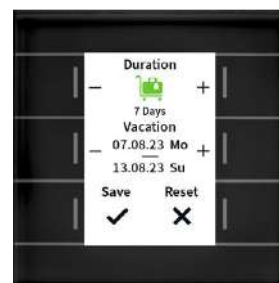 Duration
− +
7 Days
Vacation
− 07.08.23 Mo +
13.08.23 Su
Save Reset